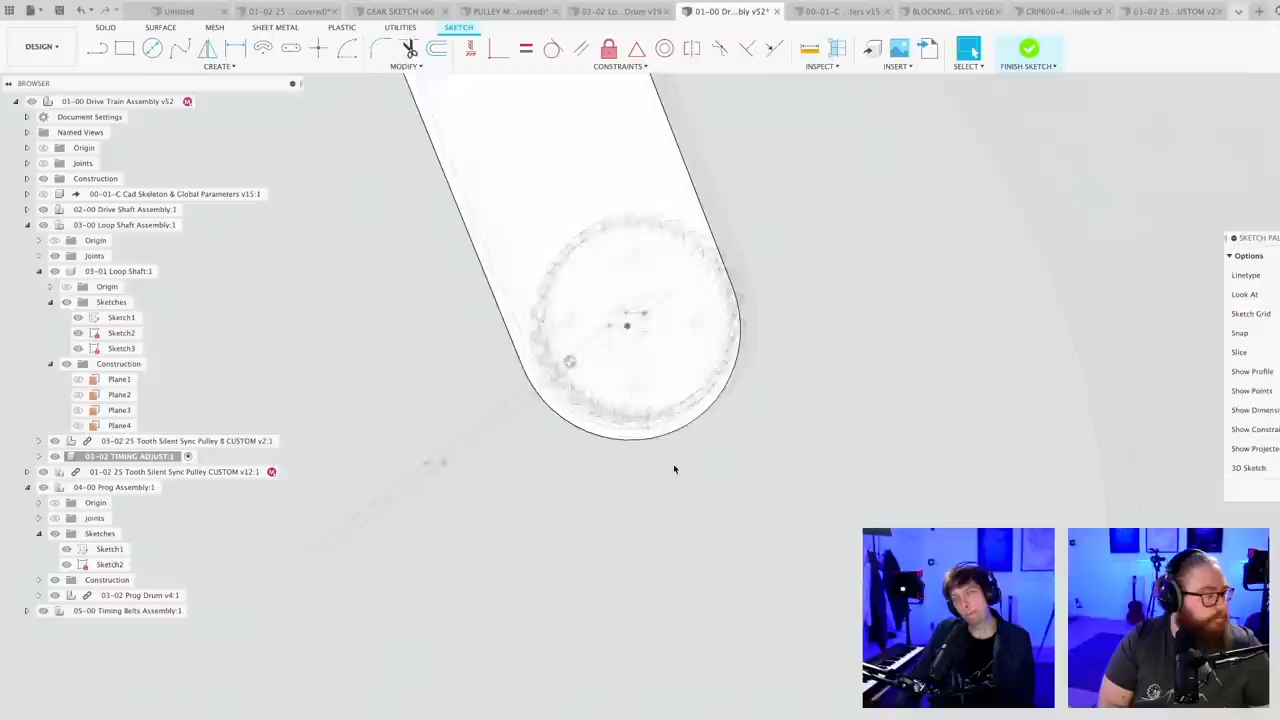 Untitled
01-02 25 ...covered)*
GEAR SKETCH v66
PULLEY M...overed)*
03-02 Lo...Drum v19
01-00 Dr...bly v52*
00-01-C ...ters v15
BLOCKING...NTS v166
CRP800-4...indle v3
03-02 25...USTOM v2
DESIGN
SOLID
SURFACE
MESH
SHEET METAL
PLASTIC
UTILITIES
SKETCH
CREATE
MODIFY
CONSTRAINTS
INSPECT
INSERT
SELECT
FINISH SKETCH
BROWSER
01-00 Drive Train Assembly v52
Document Settings
Named Views
Origin
Joints
Construction
00-01-C Cad Skeleton & Global Parameters v15:1
02-00 Drive Shaft Assembly:1
03-00 Loop Shaft Assembly:1
Origin
Joints
03-01 Loop Shaft:1
Origin
Sketches
Sketch1
Sketch2
Sketch3
Construction
Plane1
Plane2
Plane3
Plane4
03-02 25 Tooth Silent Sync Pulley B CUSTOM v2:1
03-02 TIMING ADJUST:1
01-02 25 Tooth Silent Sync Pulley CUSTOM v12:1
04-00 Prog Assembly:1
Origin
Joints
Sketches
Sketch1
Sketch2
Construction
03-02 Prog Drum v4:1
05-00 Timing Belts Assembly:1
SKETCH PAL
Options
Linetype
Look At
Sketch Grid
Snap
Slice
Show Profile
Show Points
Show Dimens
Show Constrai
Show Projecte
3D Sketch